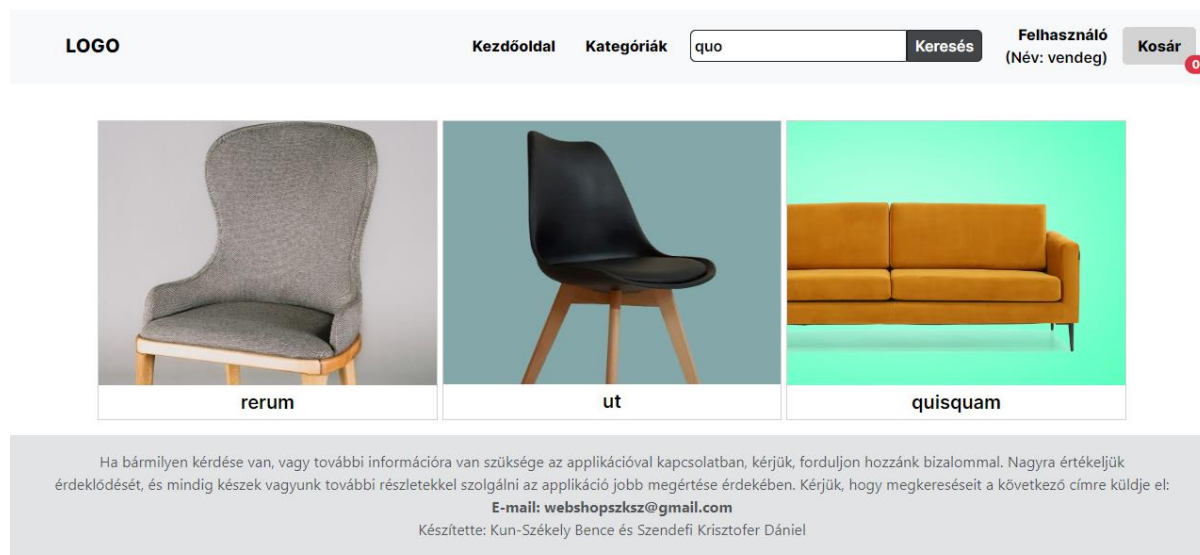 LOGO
Kezdőoldal
Kategóriák
quo
Keresés
Felhasználó
(Név: vendeg)
Kosár
0
rerum
ut
quisquam
Ha bármilyen kérdése van, vagy további információra van szüksége az applikációval kapcsolatban, kérjük, forduljon hozzánk bizalommal. Nagyra értékeljük
érdeklődését, és mindig készek vagyunk további részletekkel szolgálni az applikáció jobb megértése érdekében. Kérjük, hogy megkereséseit a következő címre küldje el:
E-mail: webshopszksz@gmail.com
Készítette: Kun-Székely Bence és Szendefi Krisztofer Dániel